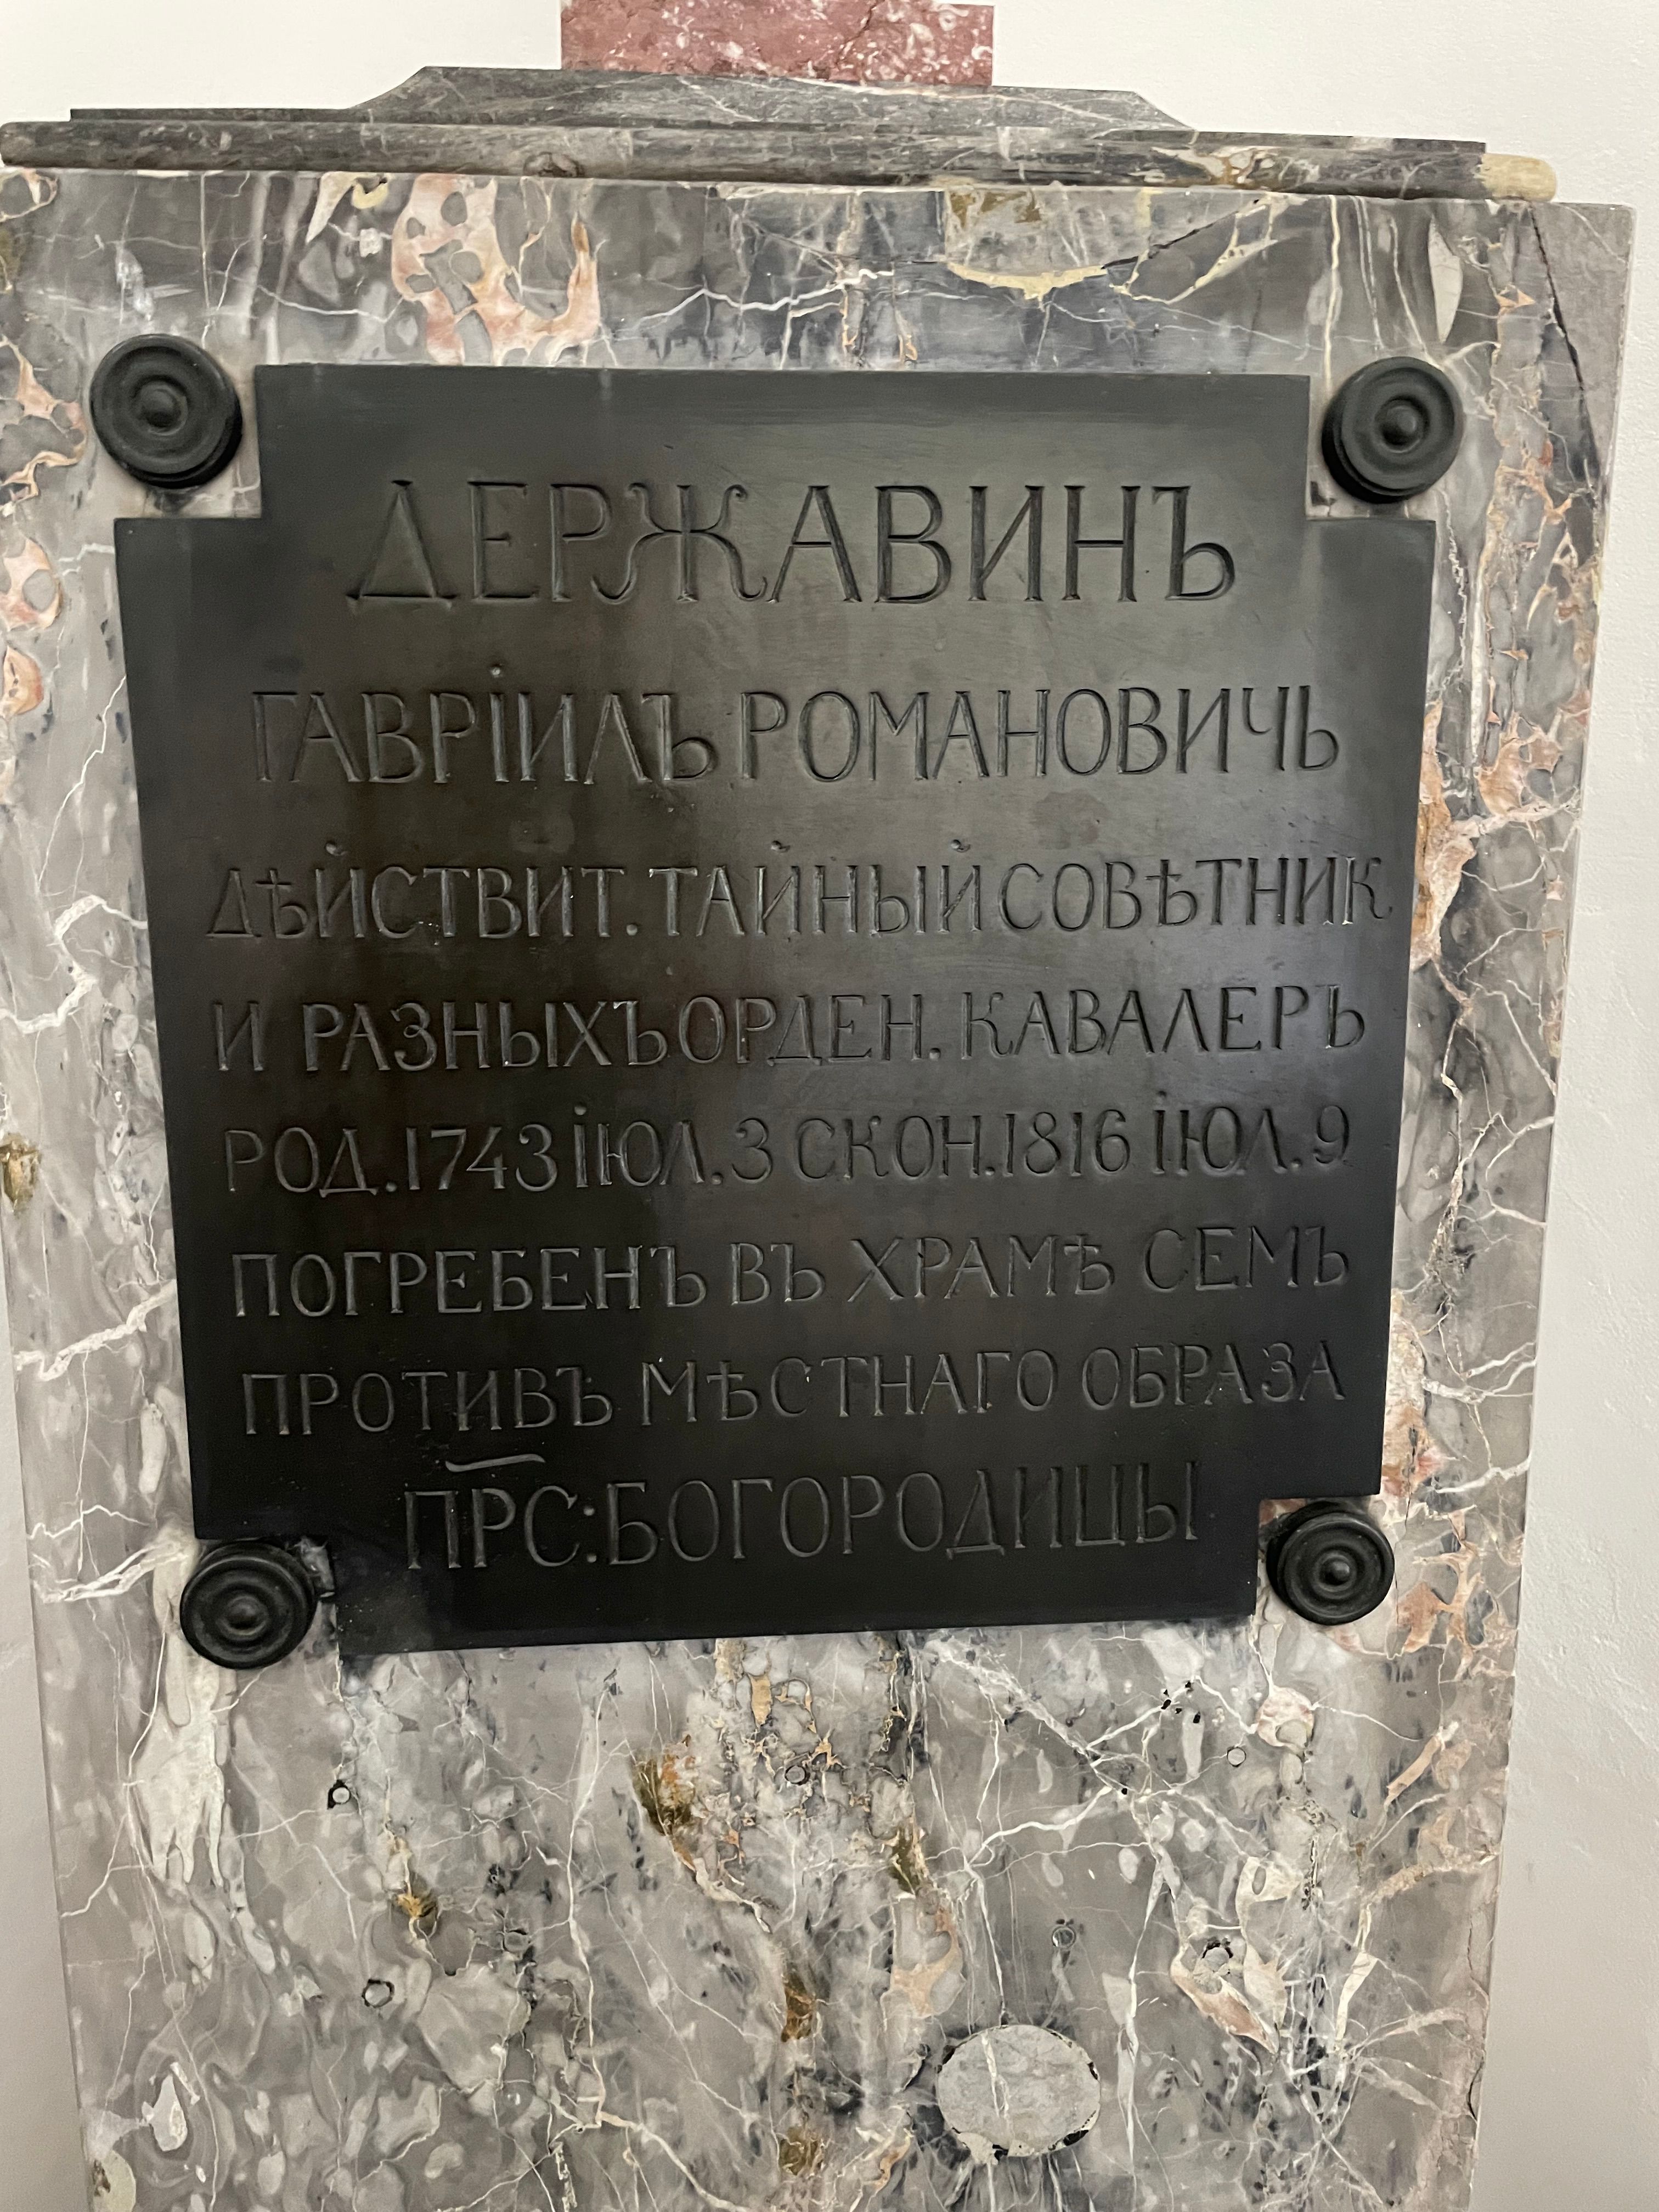 ДЕРЖАВИНЪ
ГАВРІИЛЪ РОМАНОВИЧЬ
ДѢЙСТВИТ. ТАЙНЫЙ СОВѢТНИК
И РАЗНЫХЪ ОРДЕН. КАВАЛЕРЪ
РОД. 1743 ІЮЛ. 3 СКОН. 1816 ІЮЛ. 9
ПОГРЕБЕНЪ ВЪ ХРАМѢ СЕМЪ
ПРОТИВЪ МѢСТНАГО ОБРАЗА
ПРС: БОГОРОДИЦЫ